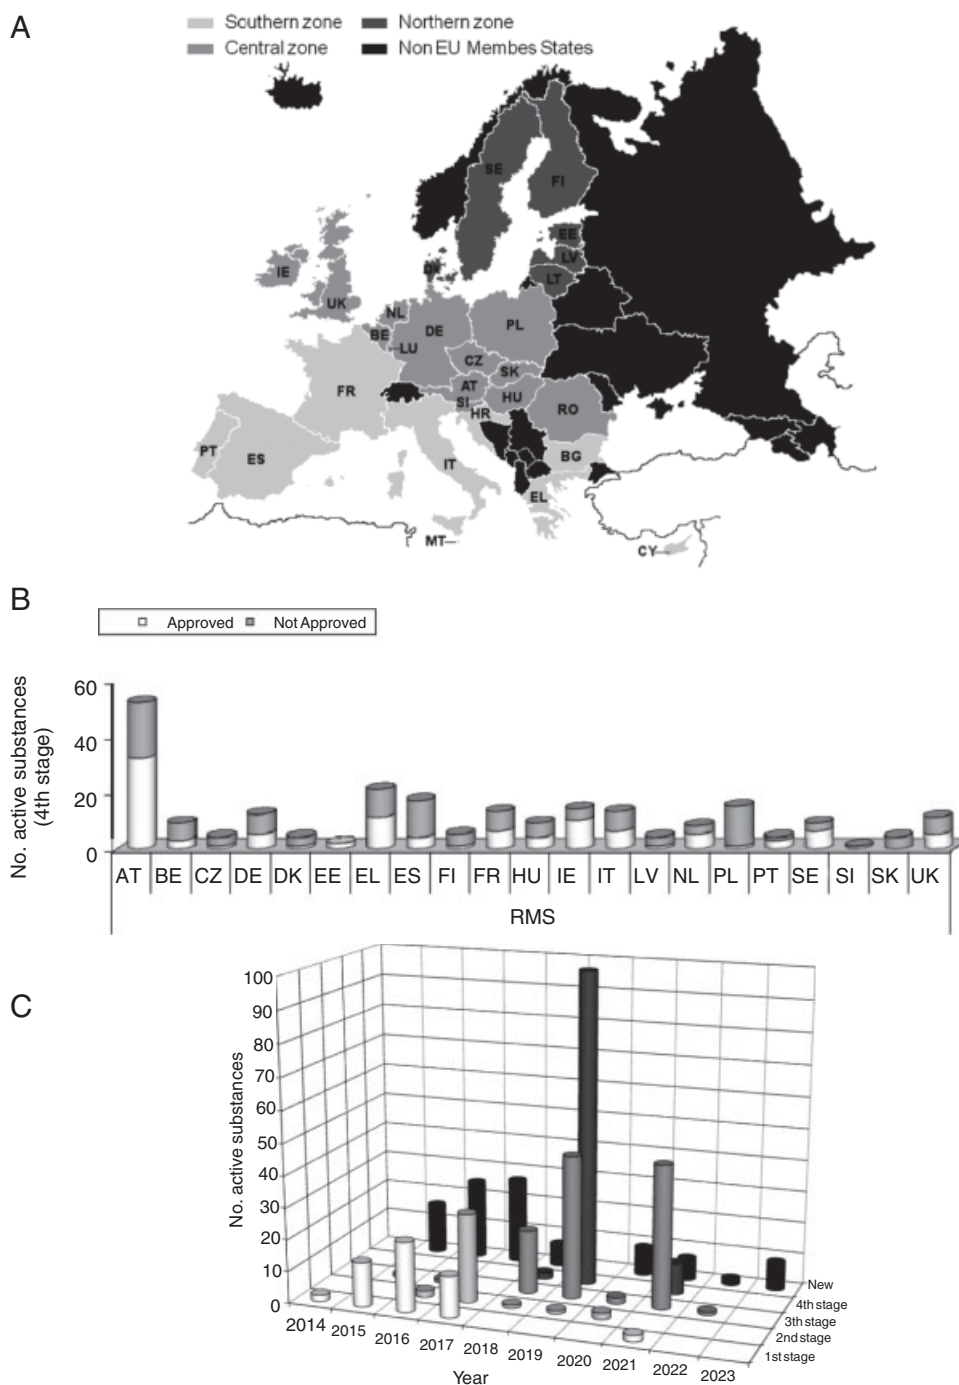 A
Southern zone
Northern zone
Central zone
Non EU Membes States
SE
FI
EE
LV
LT
DK
IE
UK
NL
BE
LU
DE
PL
CZ
SK
AT
SI
HU
HR
RO
FR
PT
ES
IT
BG
EL
MT
CY
B
Approved
Not Approved
No. active substances
(4th stage)
60
40
20
0
AT BE CZ DE DK EE EL ES FI FR HU IE IT LV NL PL PT SE SI SK UK
RMS
C
No. active substances
100
90
80
70
60
50
40
30
20
10
0
2014 2015 2016 2017 2018 2019 2020 2021 2022 2023
Year
New
4th stage
3th stage
2nd stage
1st stage